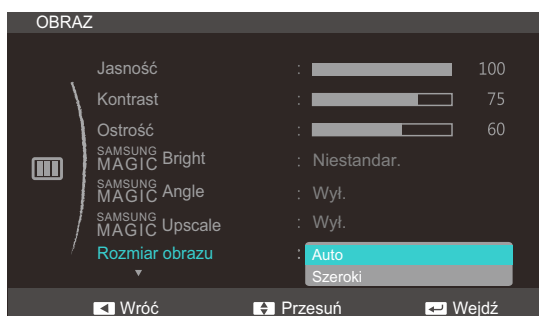 OBRAZ
Jasność : 100
Kontrast : 75
Ostrość : 60
SAMSUNG MAGIC Bright : Niestandar.
SAMSUNG MAGIC Angle : Wył.
SAMSUNG MAGIC Upscale : Wył.
Rozmiar obrazu : Auto
Szeroki
Wróć Przesuń Wejdź